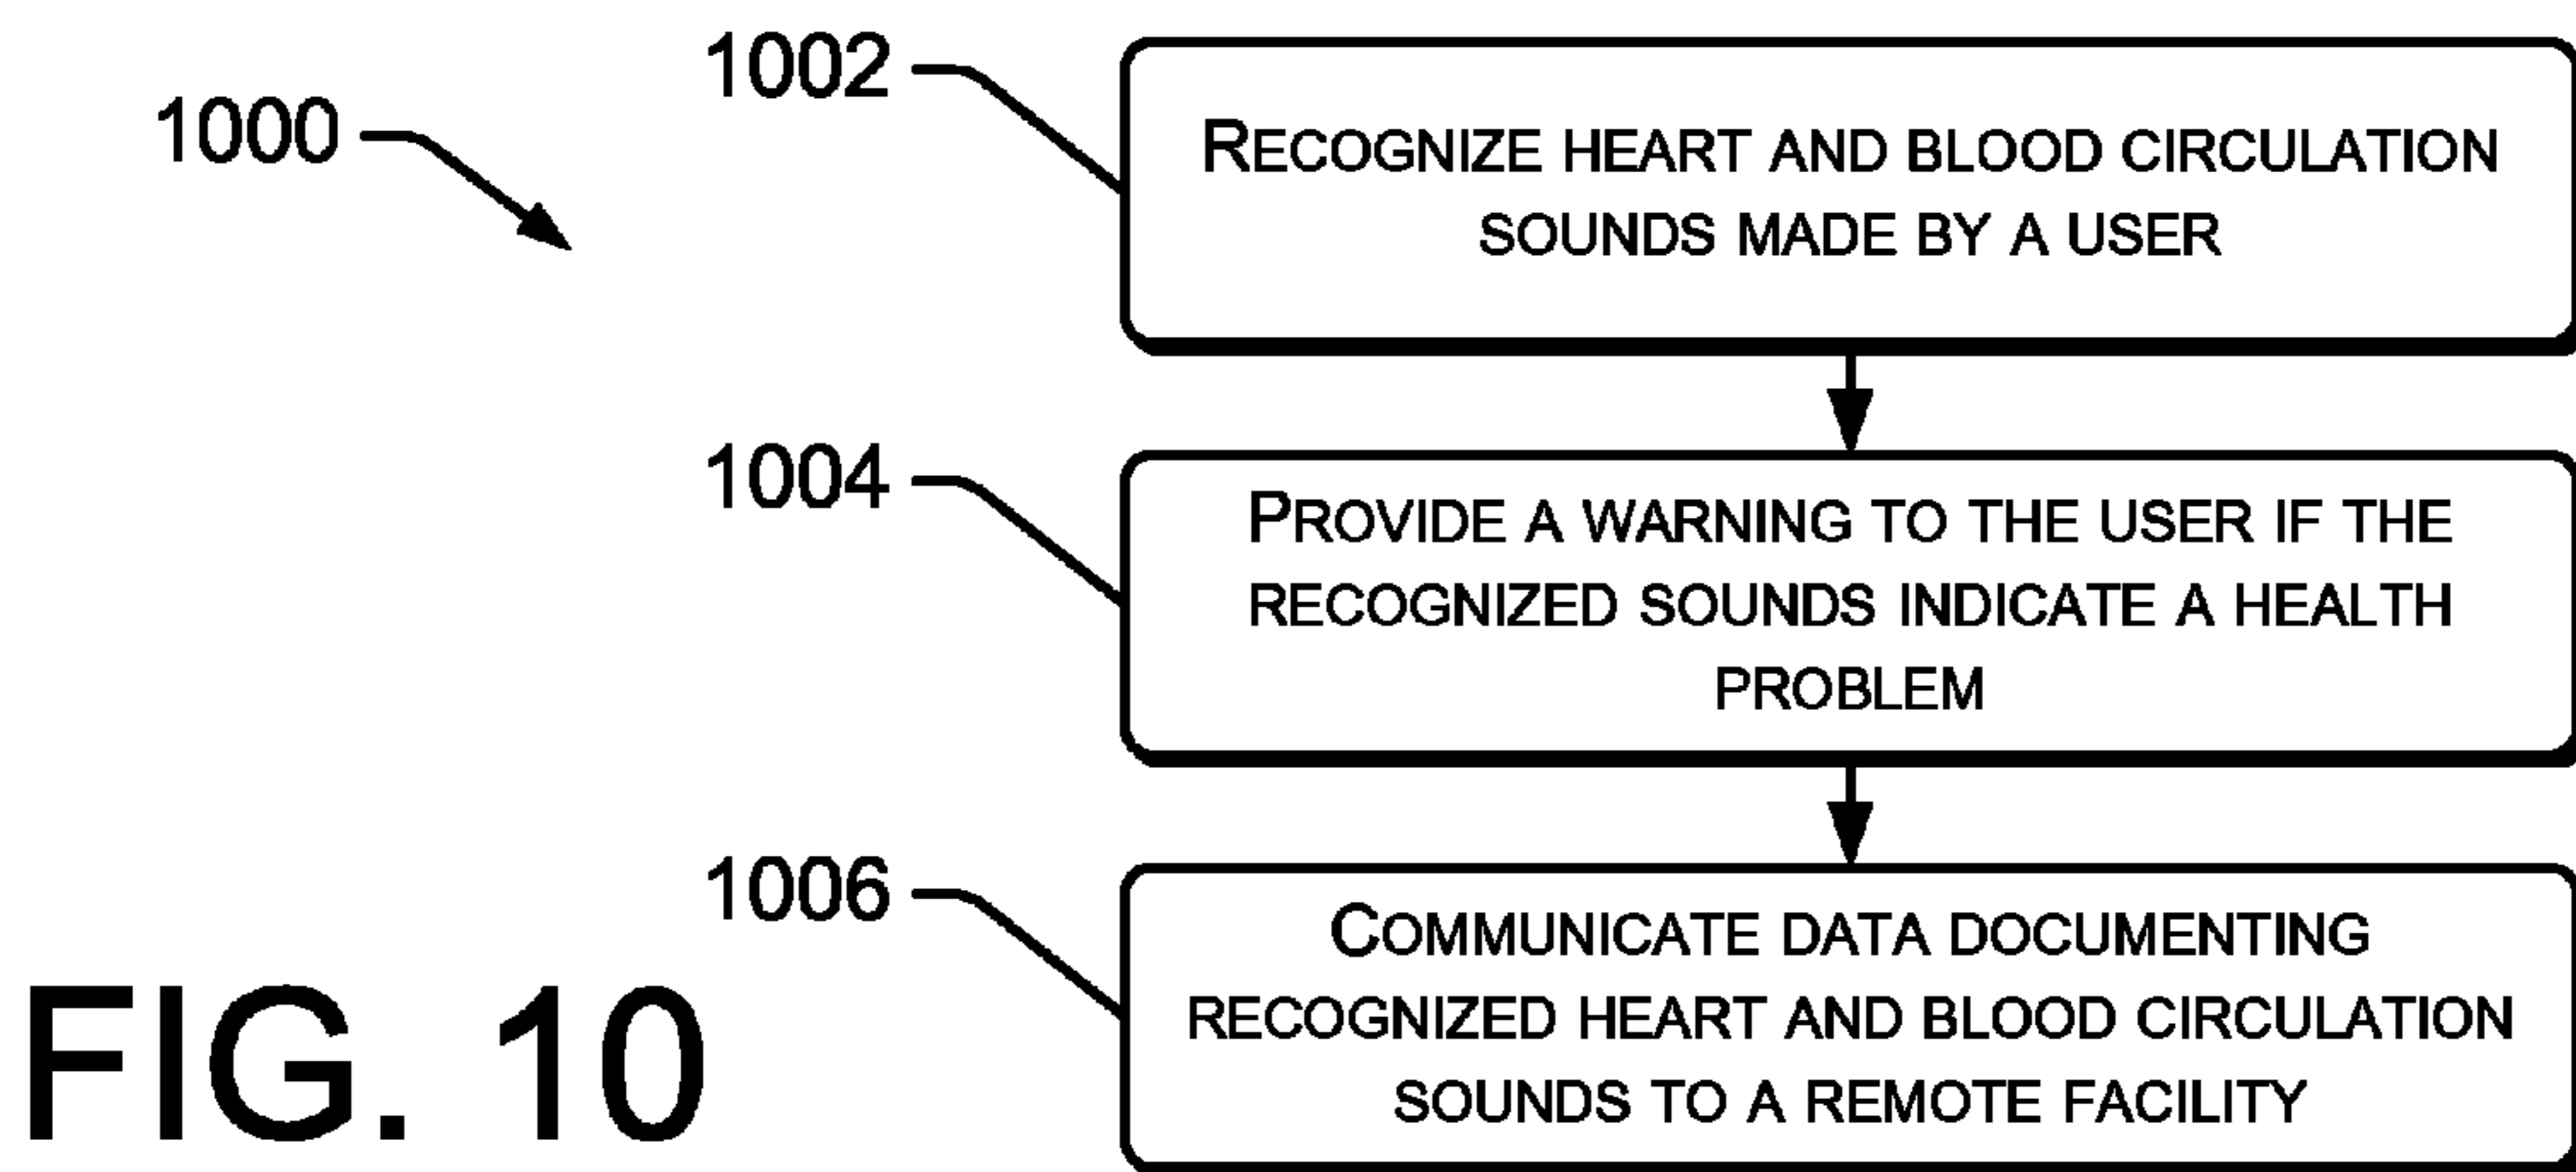 1000
1002
RECOGNIZE HEART AND BLOOD CIRCULATION
SOUNDS MADE BY A USER
1004
PROVIDE A WARNING TO THE USER IF THE
RECOGNIZED SOUNDS INDICATE A HEALTH
PROBLEM
1006
COMMUNICATE DATA DOCUMENTING
RECOGNIZED HEART AND BLOOD CIRCULATION
SOUNDS TO A REMOTE FACILITY
FIG. 10